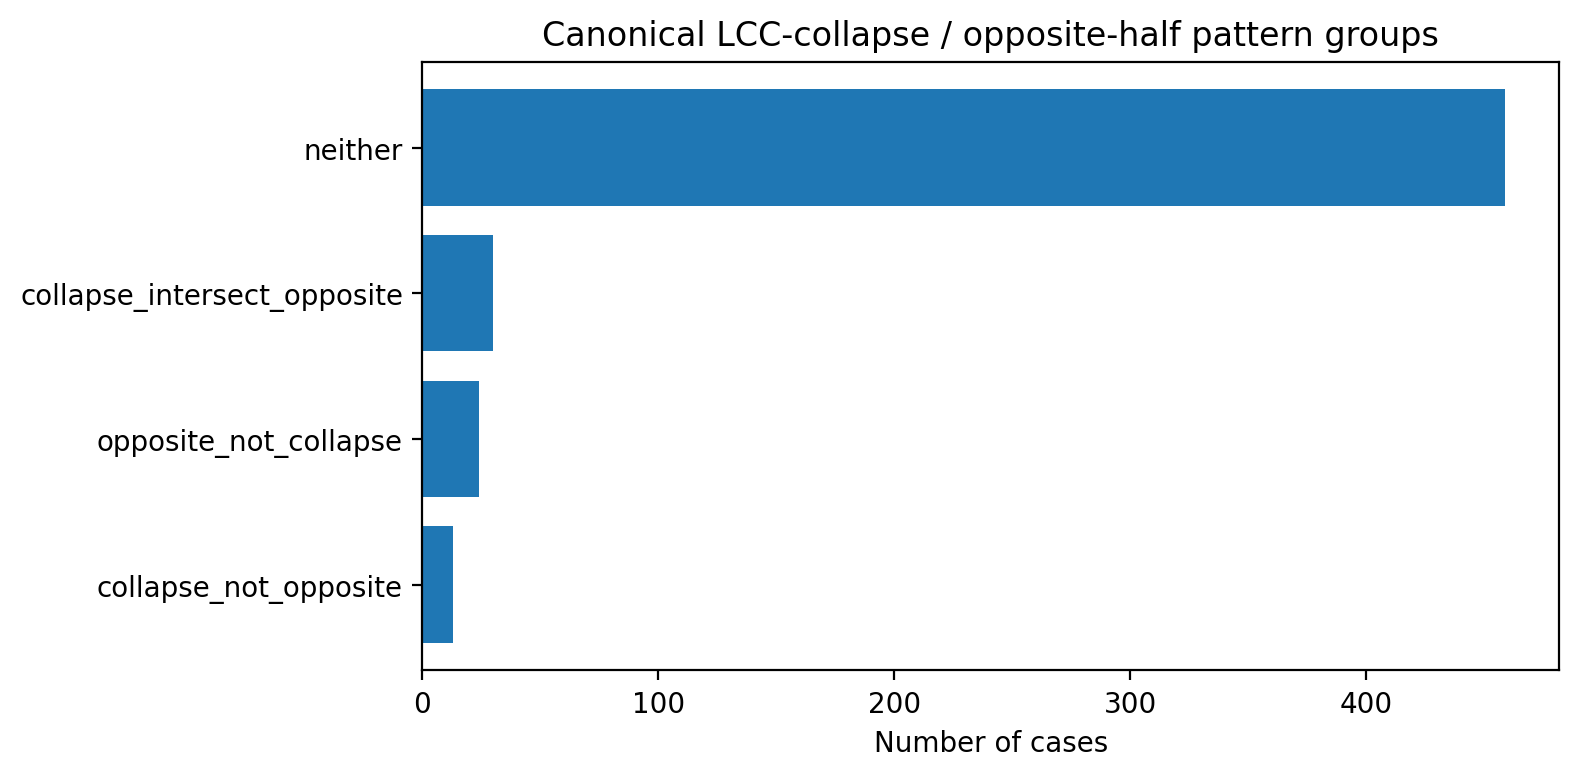 Canonical LCC-collapse / opposite-half pattern groups
neither
collapse_intersect_opposite
opposite_not_collapse
collapse_not_opposite
0 100 200 300 400
Number of cases